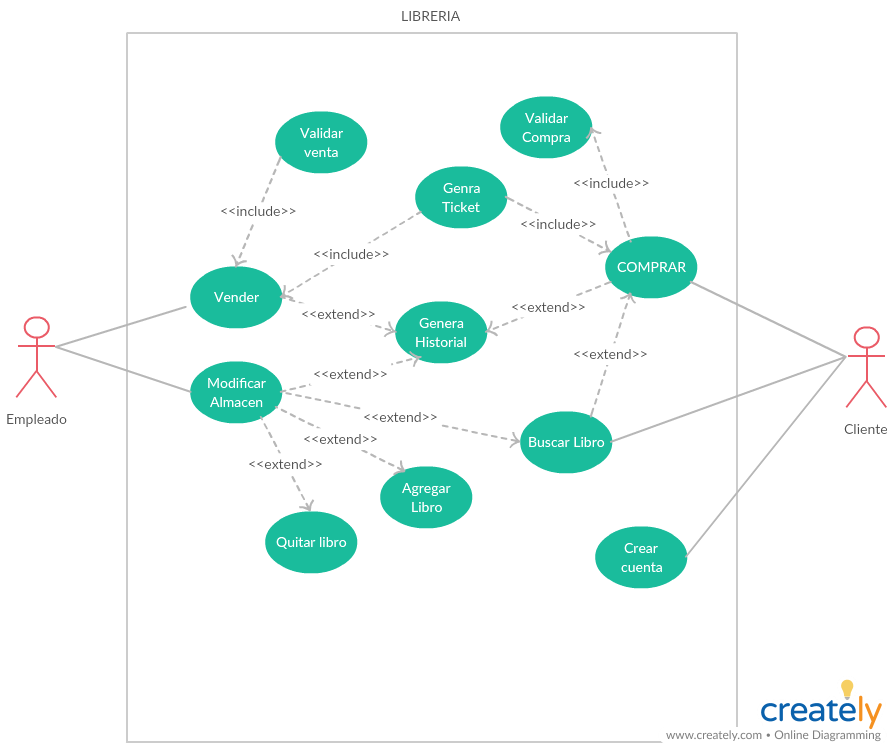 LIBRERIA
Validar
venta
Validar
Compra
<<include>>
<<include>>
Genra
Ticket
<<include>>
<<include>>
COMPRAR
Vender
<<extend>>
<<extend>>
Genera
Historial
<<extend>>
<<extend>>
Modificar
Almacen
<<extend>>
<<extend>>
<<extend>>
Buscar Libro
Empleado
Cliente
Agregar
Libro
Quitar libro
Crear
cuenta
creately
www.creately.com • Online Diagramming